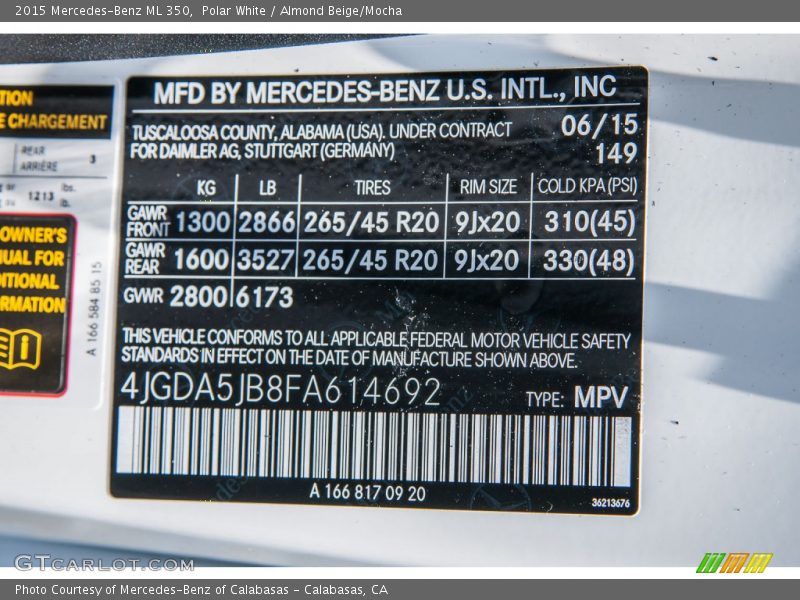 2015 Mercedes-Benz ML 350,  Polar White / Almond Beige/Mocha
TION
E CHARGEMENT
REAR
ARRIÈRE 3
or 1213 lbs.
lb.
OWNER'S
UAL FOR
ITIONAL
RMATION
A 166 584 85 15
MFD BY MERCEDES-BENZ U.S. INTL., INC
TUSCALOOSA COUNTY, ALABAMA (USA). UNDER CONTRACT 06/15
FOR DAIMLER AG, STUTTGART (GERMANY) 149
KG LB TIRES RIM SIZE COLD KPA (PSI)
GAWR FRONT 1300 2866 265/45 R20 9Jx20 310(45)
GAWR REAR 1600 3527 265/45 R20 9Jx20 330(48)
GVWR 2800 6173
THIS VEHICLE CONFORMS TO ALL APPLICABLE FEDERAL MOTOR VEHICLE SAFETY
STANDARDS IN EFFECT ON THE DATE OF MANUFACTURE SHOWN ABOVE.
4JGDA5JB8FA614692 TYPE: MPV
A 166 817 09 20
36213676
GTcarlot.com
Photo Courtesy of Mercedes-Benz of Calabasas - Calabasas, CA